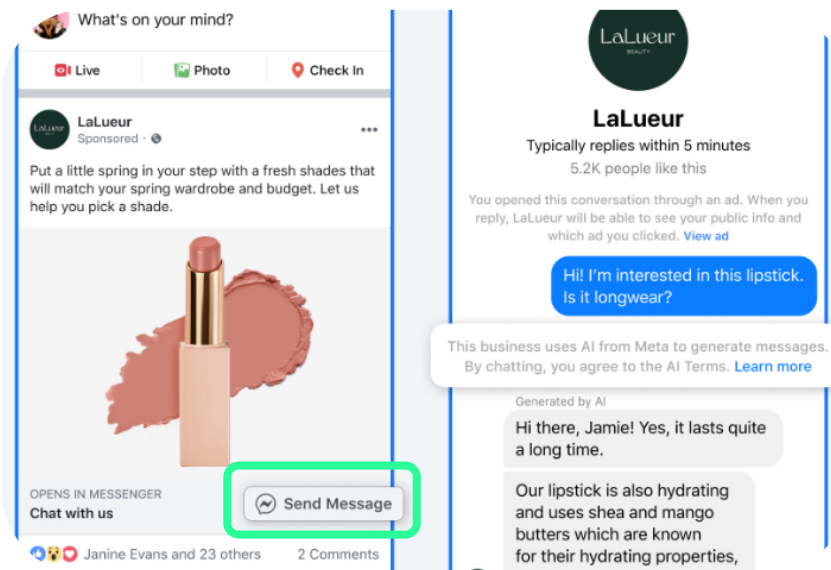 What's on your mind?
Live
Photo
Check In
LaLueur
LaLueur
Sponsored ·
Put a little spring in your step with a fresh shades that
will match your spring wardrobe and budget. Let us
help you pick a shade.
OPENS IN MESSENGER
Chat with us
Send Message
Janine Evans and 23 others
2 Comments
LaLueur
BEAUTY
LaLueur
Typically replies within 5 minutes
5.2K people like this
You opened this conversation through an ad. When you
reply, LaLueur will be able to see your public info and
which ad you clicked. View ad
Hi! I'm interested in this lipstick.
Is it longwear?
This business uses AI from Meta to generate messages.
By chatting, you agree to the AI Terms. Learn more
Generated by AI
Hi there, Jamie! Yes, it lasts quite
a long time.
Our lipstick is also hydrating
and uses shea and mango
butters which are known
for their hydrating properties,